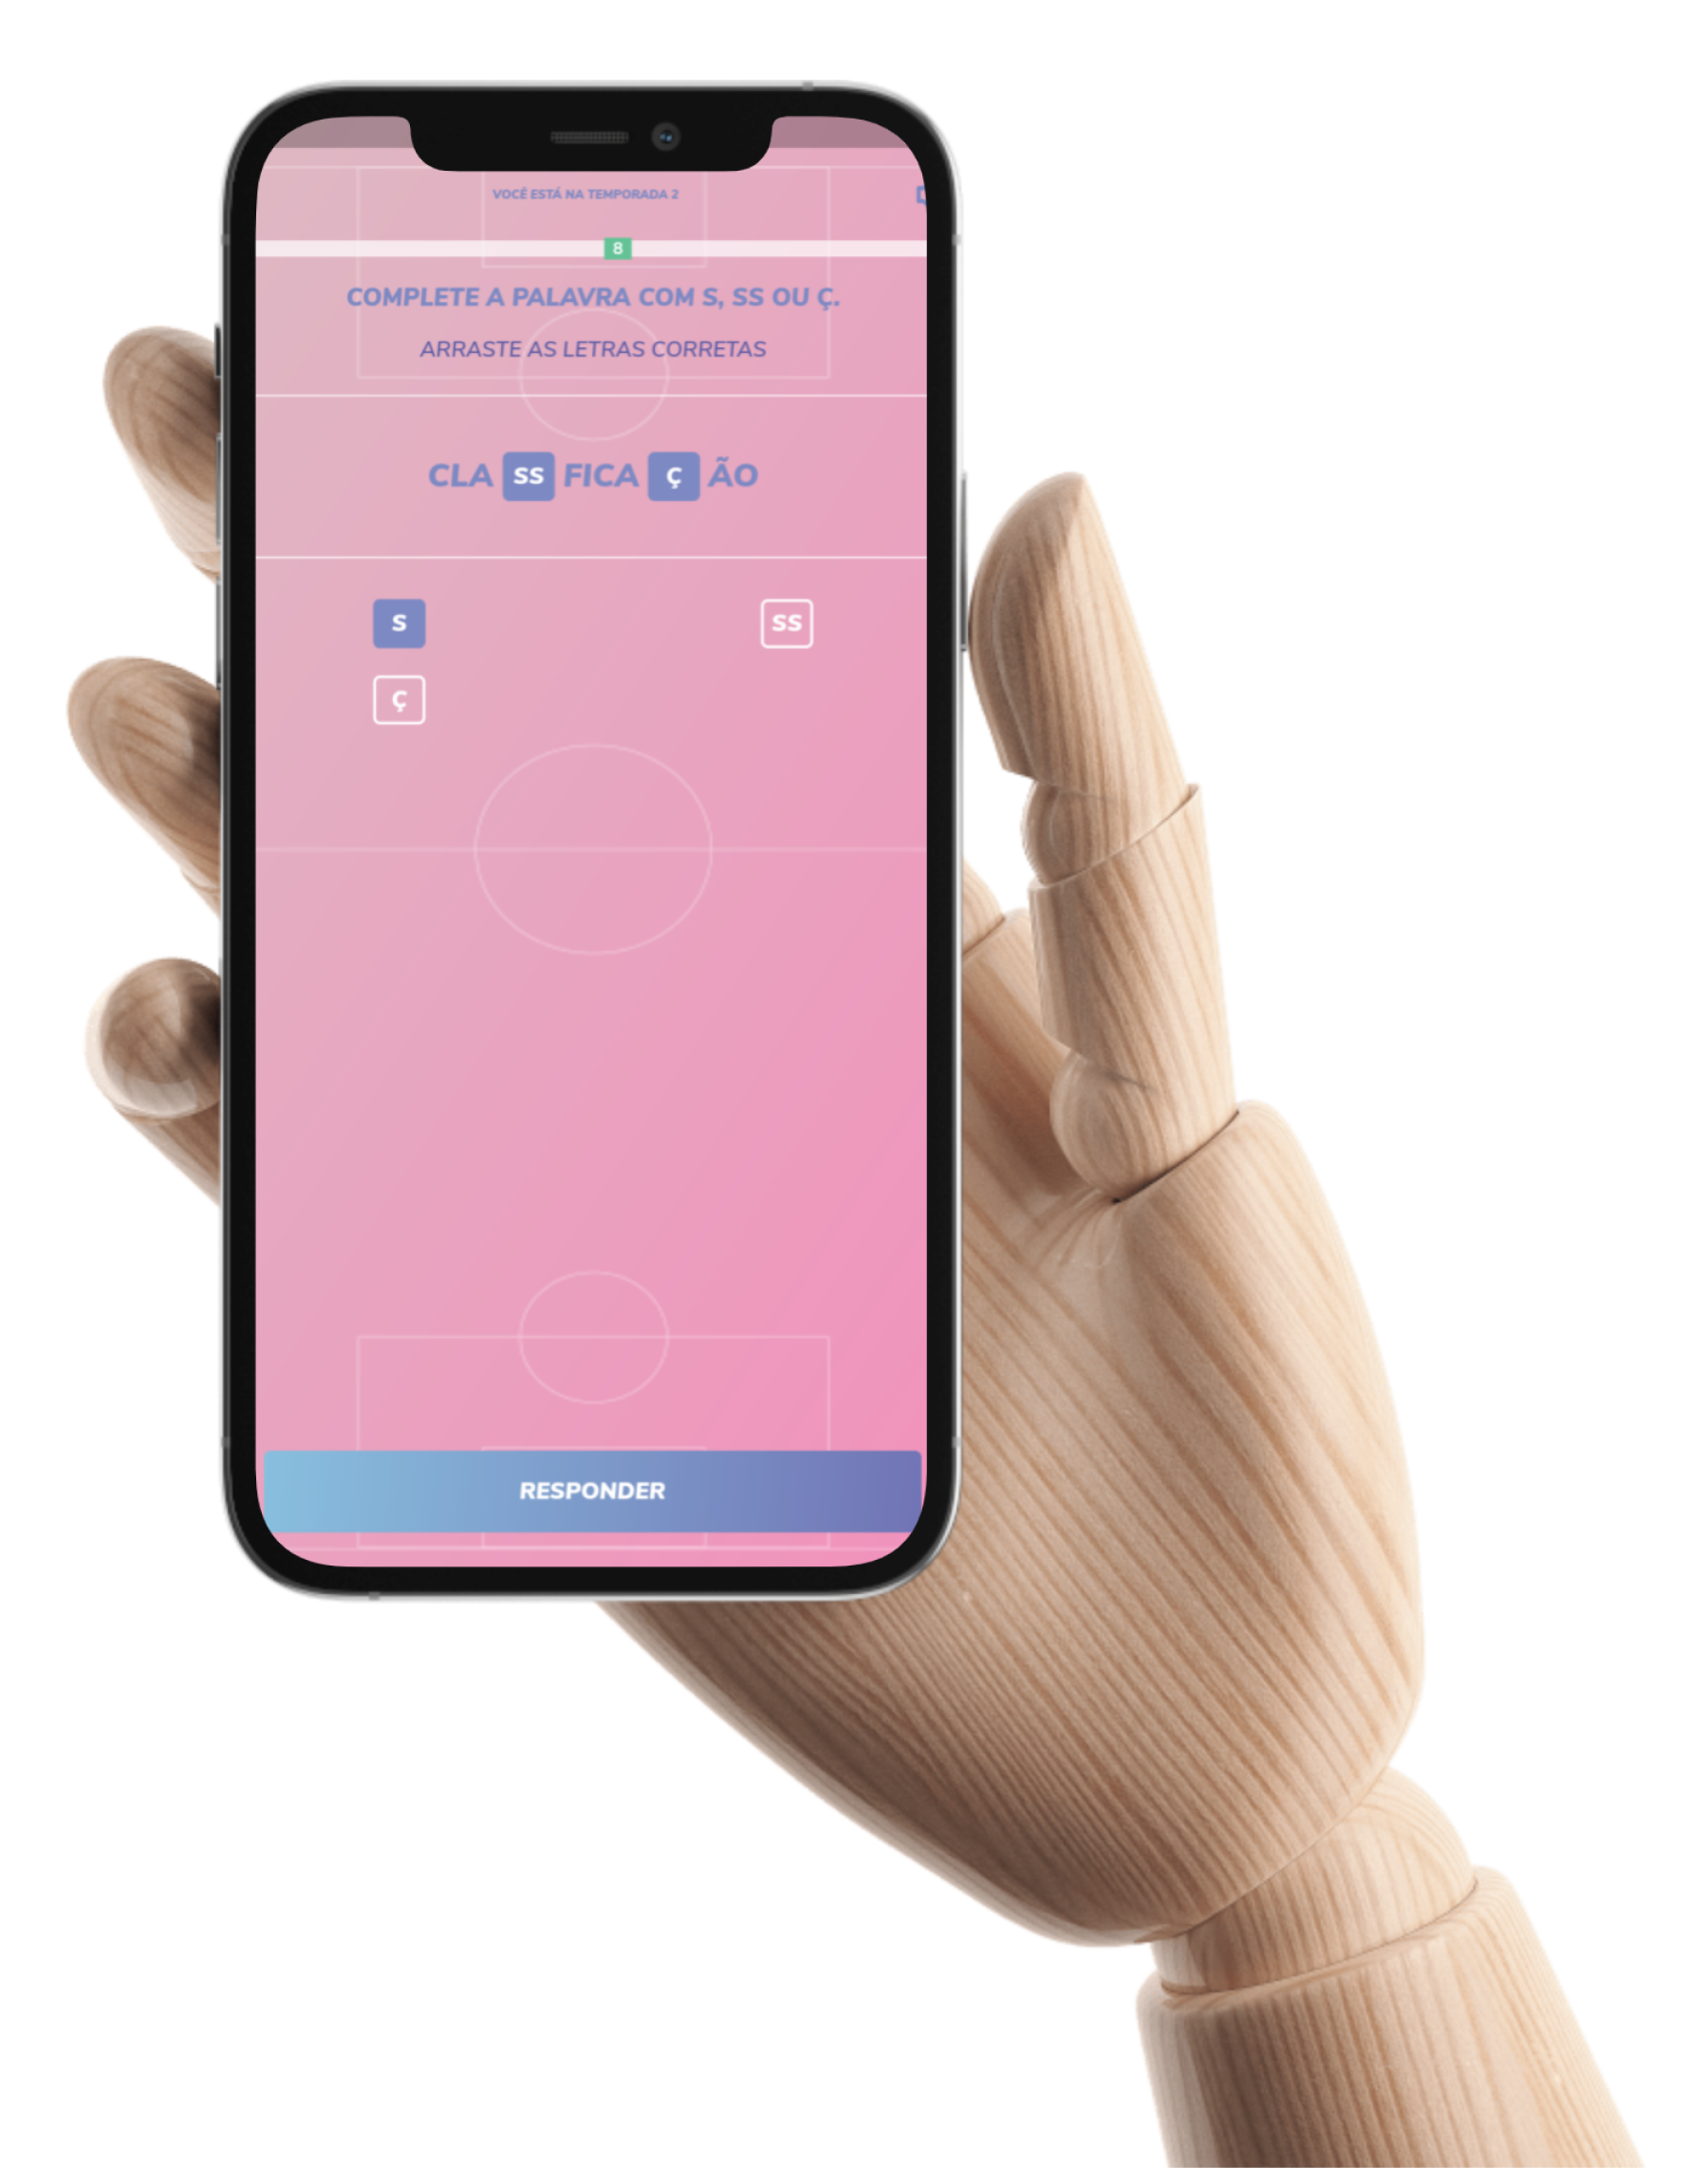 VOCÊ ESTÁ NA TEMPORADA 2
8
COMPLETE A PALAVRA COM S, SS OU Ç.
ARRASTE AS LETRAS CORRETAS
CLA SS FICA Ç ÃO
S SS
Ç
RESPONDER